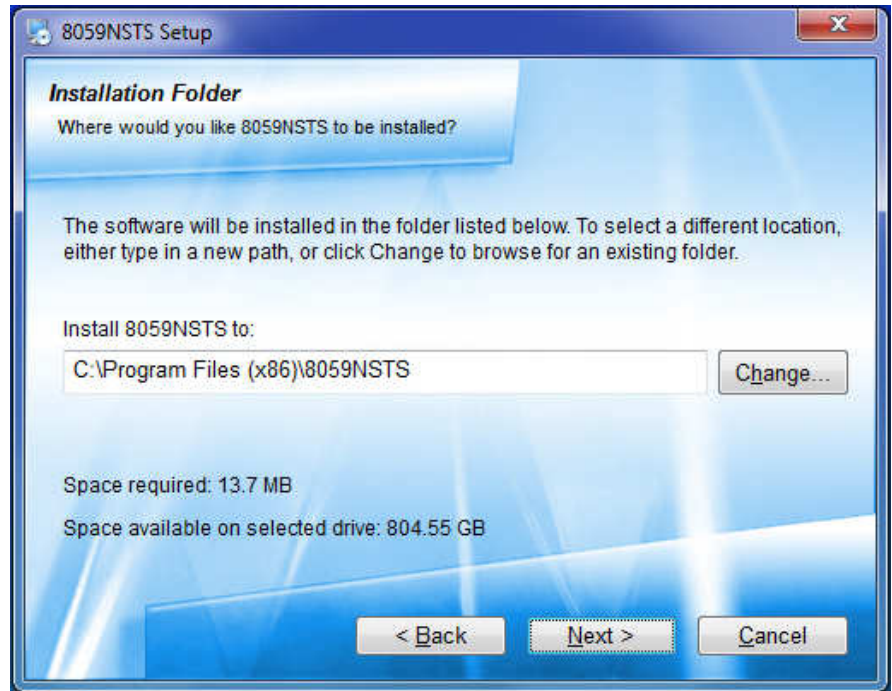 8059NSTS Setup
Installation Folder
Where would you like 8059NSTS to be installed?
The software will be installed in the folder listed below. To select a different location,
either type in a new path, or click Change to browse for an existing folder.
Install 8059NSTS to:
C:\Program Files (x86)\8059NSTS
Change...
Space required: 13.7 MB
Space available on selected drive: 804.55 GB
< Back
Next >
Cancel